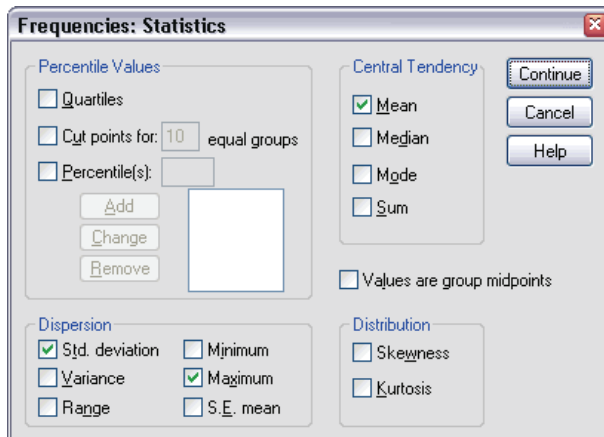 Frequencies: Statistics
Percentile Values
Quartiles
Cut points for: 10 equal groups
Percentile(s):
Add
Change
Remove
Central Tendency
Mean
Median
Mode
Sum
Continue
Cancel
Help
Values are group midpoints
Dispersion
Std. deviation Minimum
Variance Maximum
Range S.E. mean
Distribution
Skewness
Kurtosis